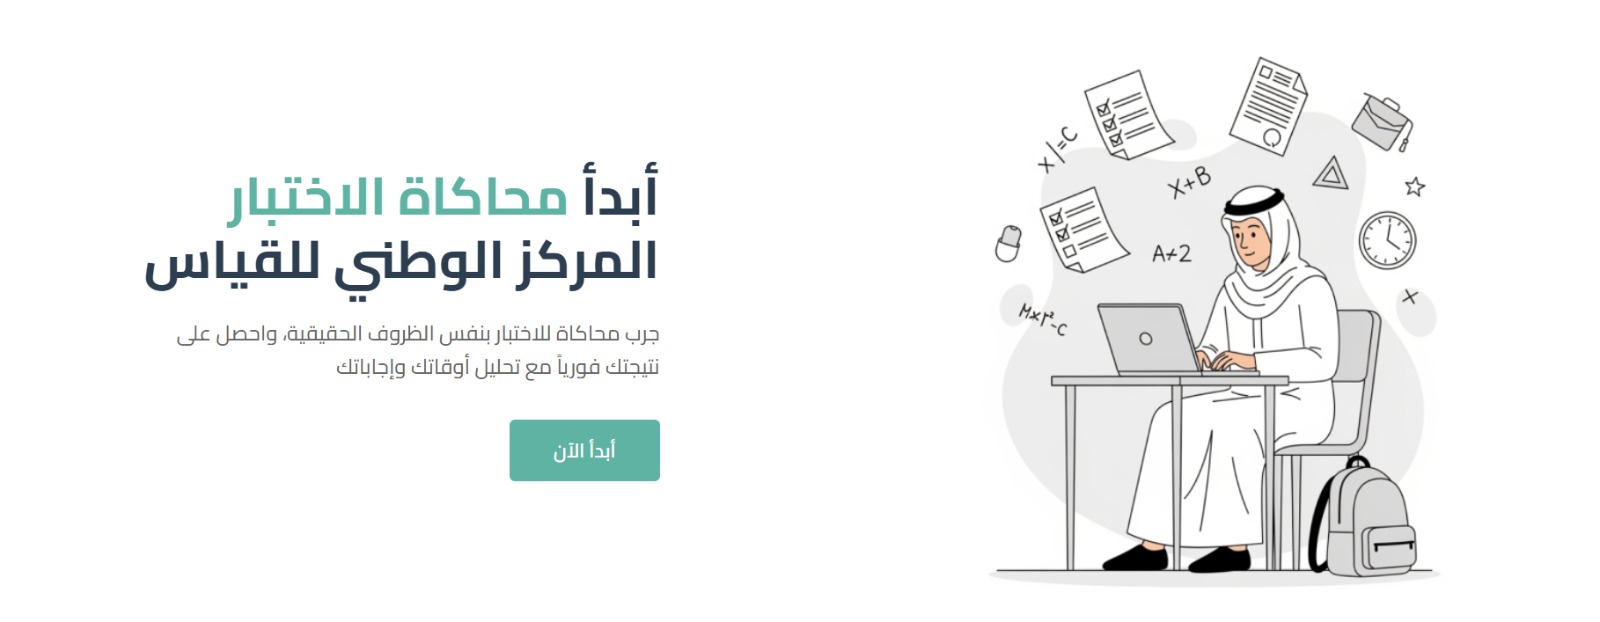 أبدأ محاكاة الاختبار
المركز الوطني للقياس
جرب محاكاة للاختبار بنفس الظروف الحقيقية، واحصل على
نتيجتك فورياً مع تحليل أوقاتك وإجاباتك
أبدأ الآن
X+B
A≠2